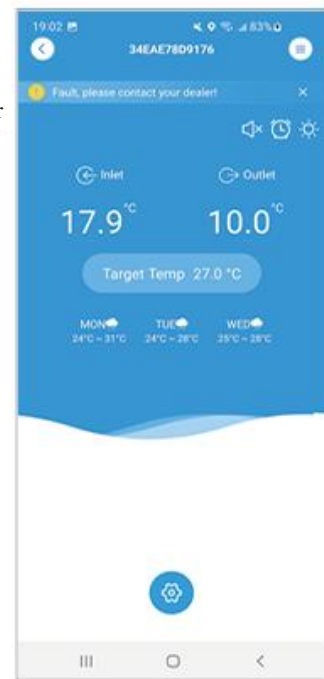 19:02 83%
34EAE78D9176
Fault, please contact your dealer!
Inlet Outlet
17.9°C 10.0°C
Target Temp 27.0 °C
MON TUE WED
24°C ~ 31°C 24°C ~ 28°C 25°C ~ 28°C